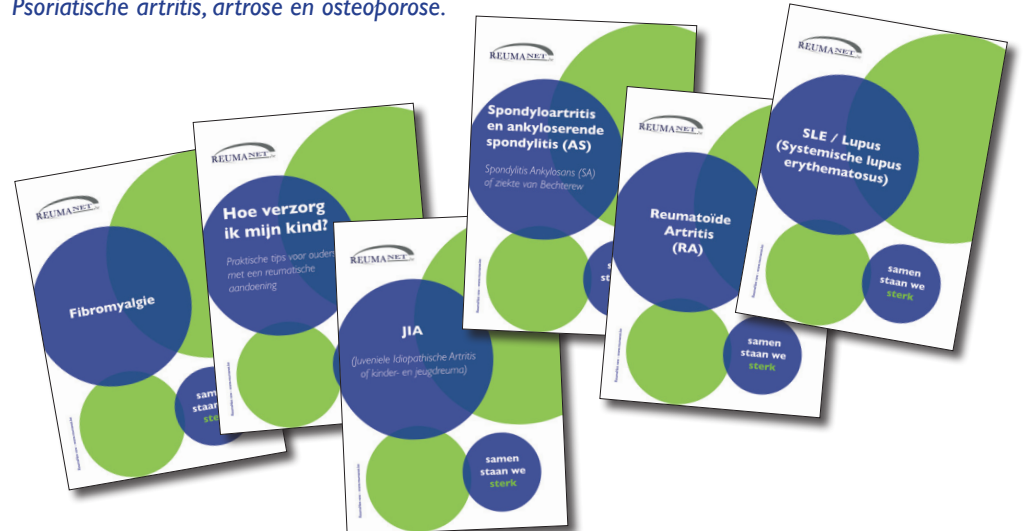 Psoriatische artritis, artrose en osteoporose.
REUMANET
Fibromyalgie
samen
staan
ste
REUMANET
Hoe verzorg
ik mijn kind?
Praktische tips voor ouders
met een reumatische
aandoening
REUMANET
JIA
(Juveniele Idiopathische Artritis
of kinder- en jeugdreuma)
samen
staan we
sterk
REUMANET
Spondyloartritis
en ankyloserende
spondylitis (AS)
Spondylitis Ankylosans (SA)
of ziekte van Bechterew
s
st
REUMANET
Reumatoïde
Artritis
(RA)
samen
staan we
sterk
REUMANET
SLE / Lupus
(Systemische lupus
erythematosus)
samen
staan we
sterk